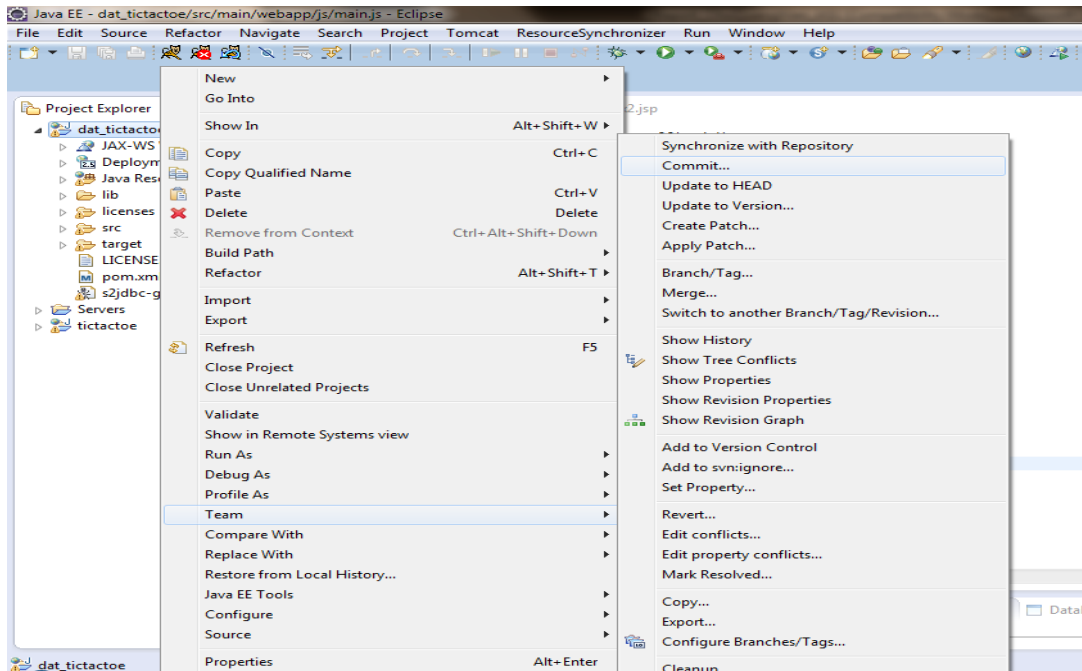 Java EE - dat_tictactoe/src/main/webapp/js/main.js - Eclipse
File Edit Source Refactor Navigate Search Project Tomcat ResourceSynchronizer Run Window Help
Project Explorer
dat_tictacto
JAX-WS
Deploym
Java Res
lib
licenses
src
target
LICENSE
pom.xm
s2jdbc-g
Servers
tictactoe
New
Go Into
Show In Alt+Shift+W
Copy Ctrl+C
Copy Qualified Name
Paste Ctrl+V
Delete Delete
Remove from Context Ctrl+Alt+Shift+Down
Build Path
Refactor Alt+Shift+T
Import
Export
Refresh F5
Close Project
Close Unrelated Projects
Validate
Show in Remote Systems view
Run As
Debug As
Profile As
Team
Compare With
Replace With
Restore from Local History...
Java EE Tools
Configure
Source
Properties Alt+Enter
2.jsp
Synchronize with Repository
Commit...
Update to HEAD
Update to Version...
Create Patch...
Apply Patch...
Branch/Tag...
Merge...
Switch to another Branch/Tag/Revision...
Show History
Show Tree Conflicts
Show Properties
Show Revision Properties
Show Revision Graph
Add to Version Control
Add to svn:ignore...
Set Property...
Revert...
Edit conflicts...
Edit property conflicts...
Mark Resolved...
Copy...
Export...
Configure Branches/Tags...
Cleanup
Data
dat_tictactoe